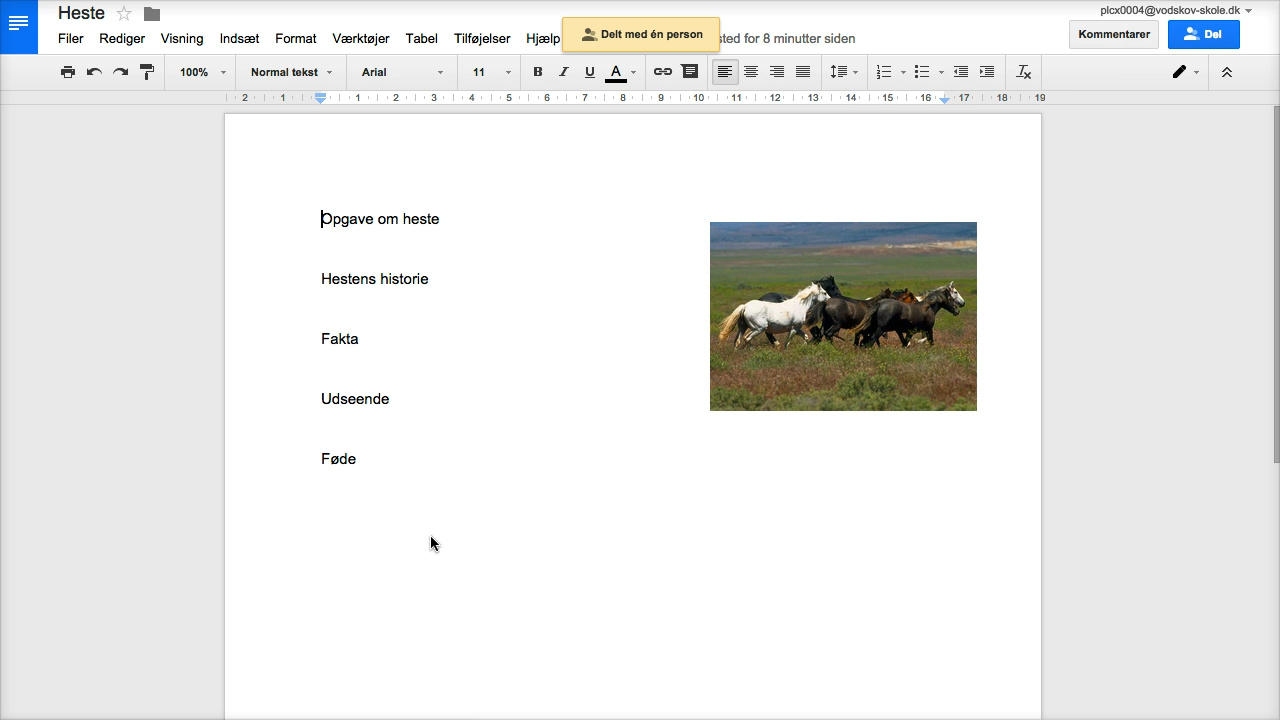 Heste
plcx0004@vodskov-skole.dk
Filer Rediger Visning Indsæt Format Værktøjer Tabel Tilføjelser Hjælp
Delt med én person
for 8 minutter siden
Kommentarer
Del
100% Normal tekst Arial 11 B I U A
2 1 1 2 3 4 5 6 7 8 9 10 11 12 13 14 15 16 17 18 19
Opgave om heste
Hestens historie
Fakta
Udseende
Føde